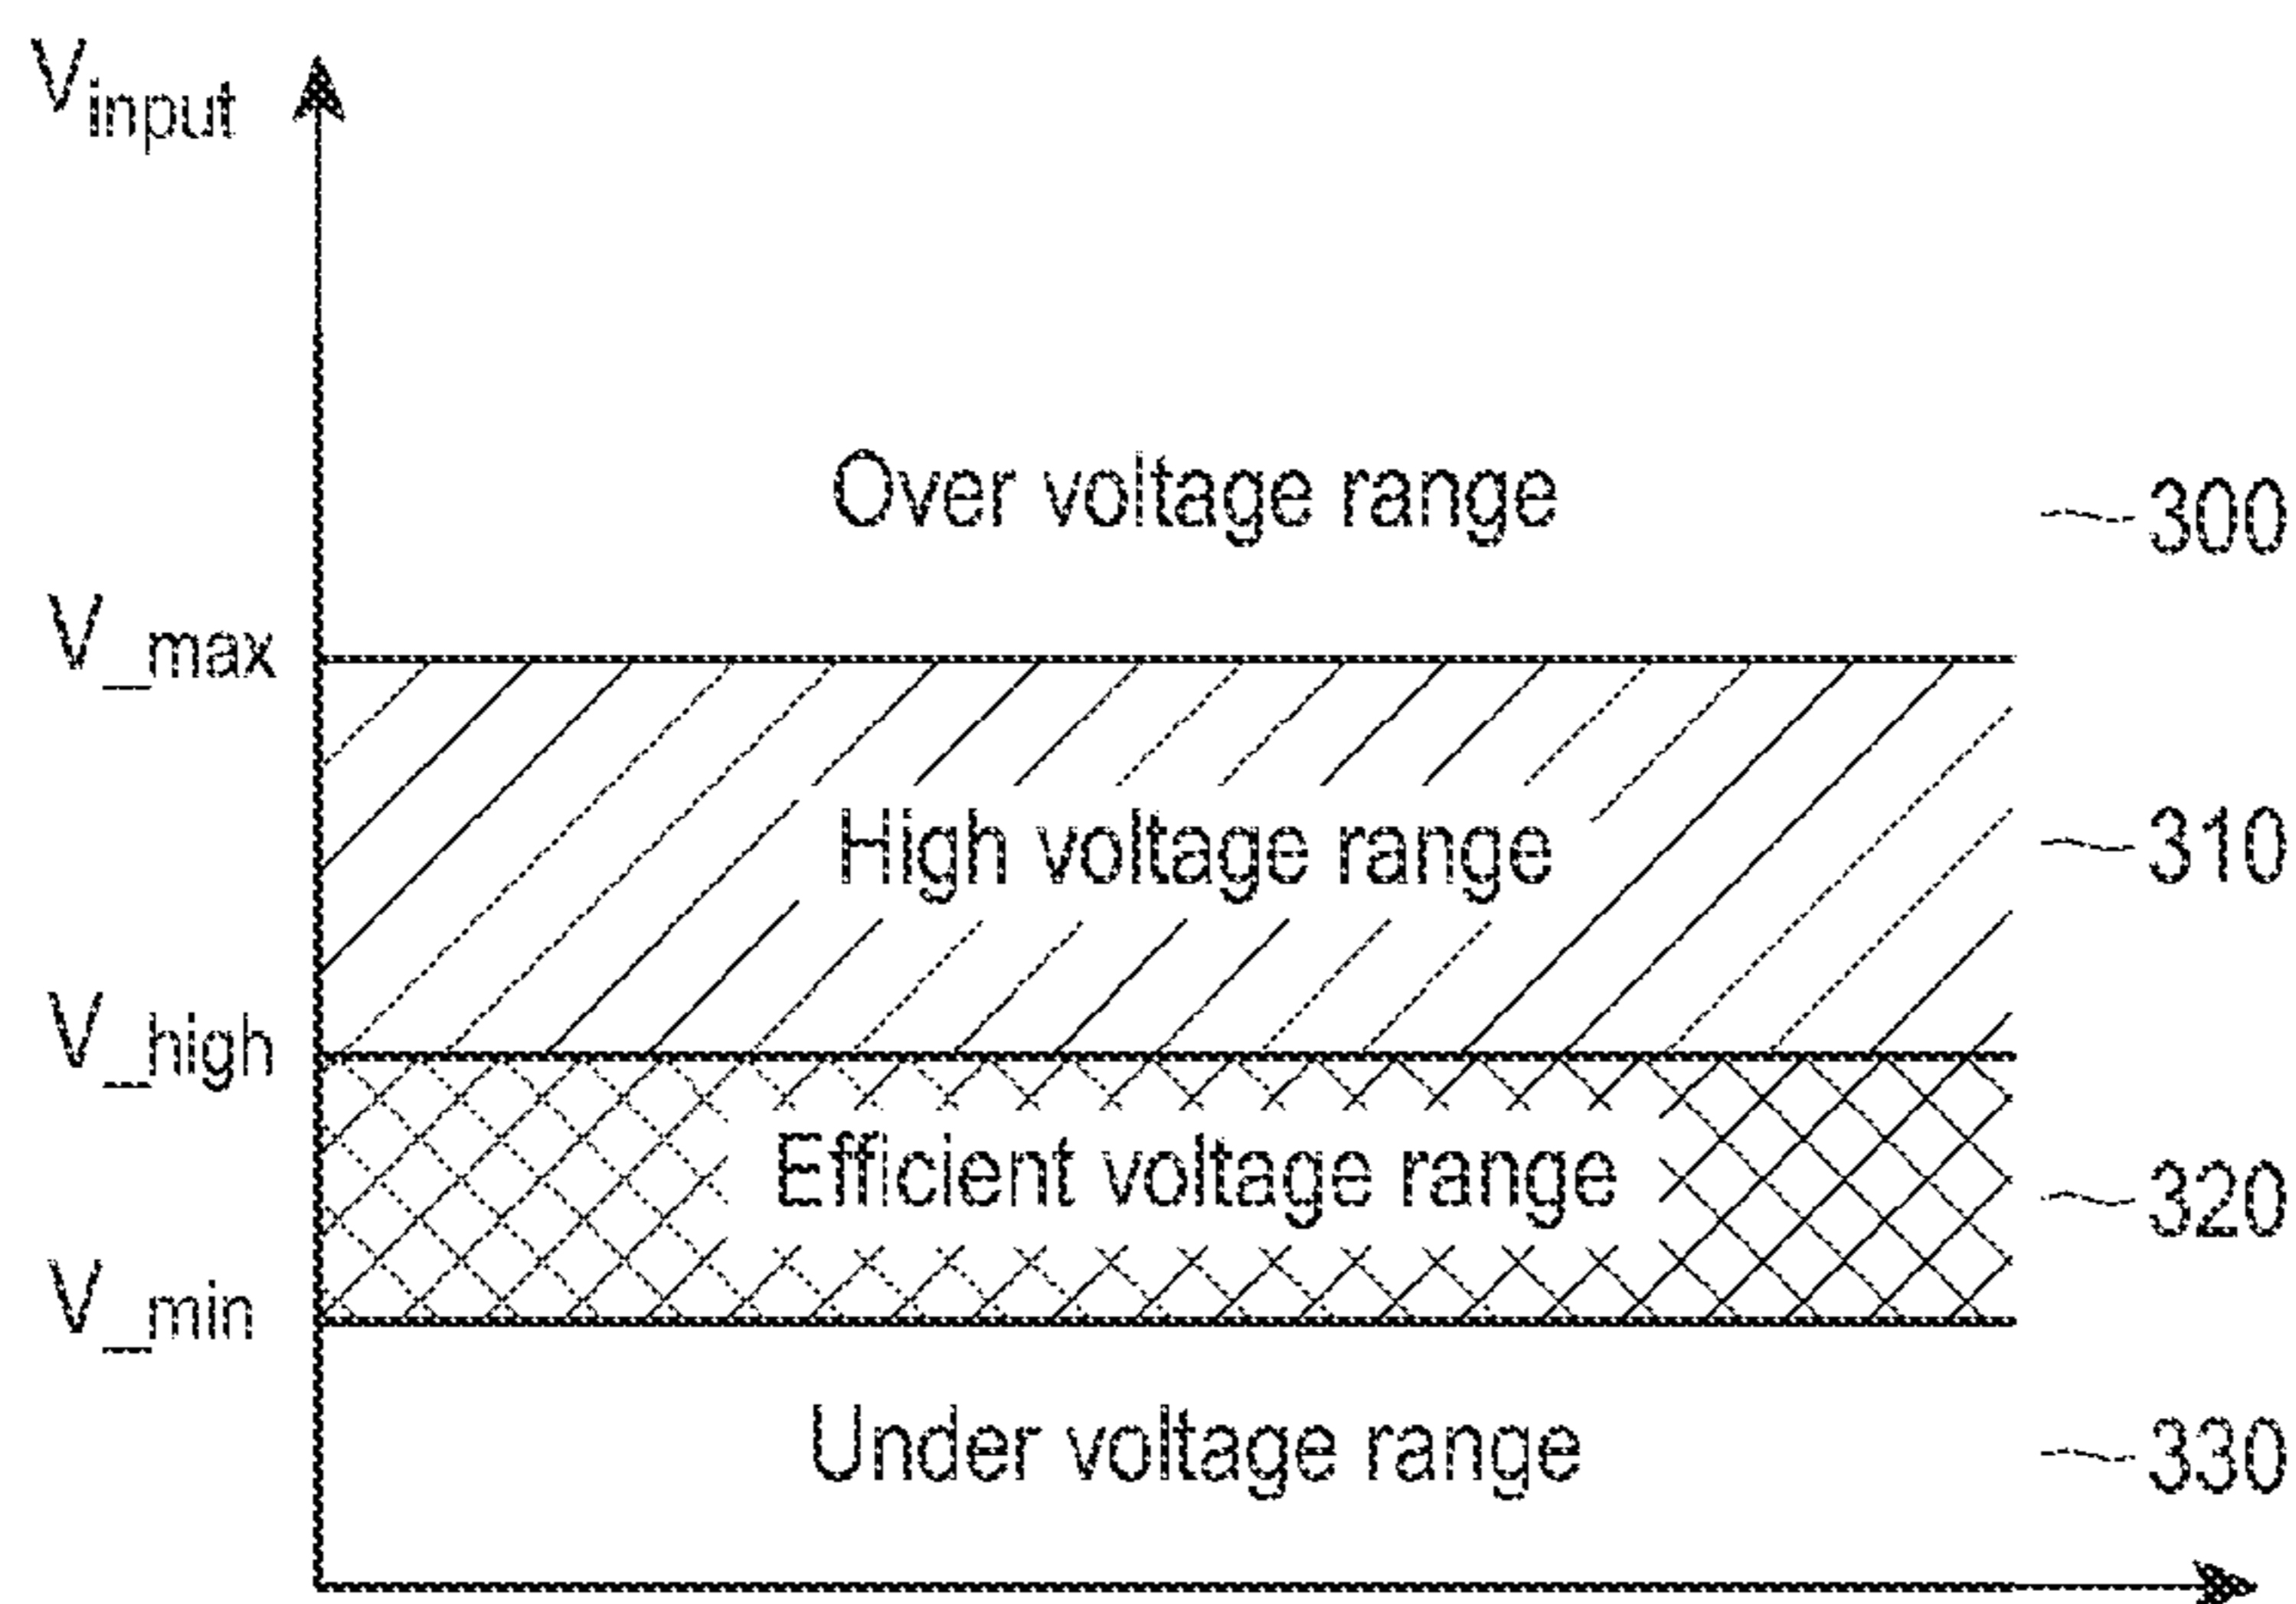 Vinput
Over voltage range
300
V_max
High voltage range
310
V_high
Efficient voltage range
320
V_min
Under voltage range
330